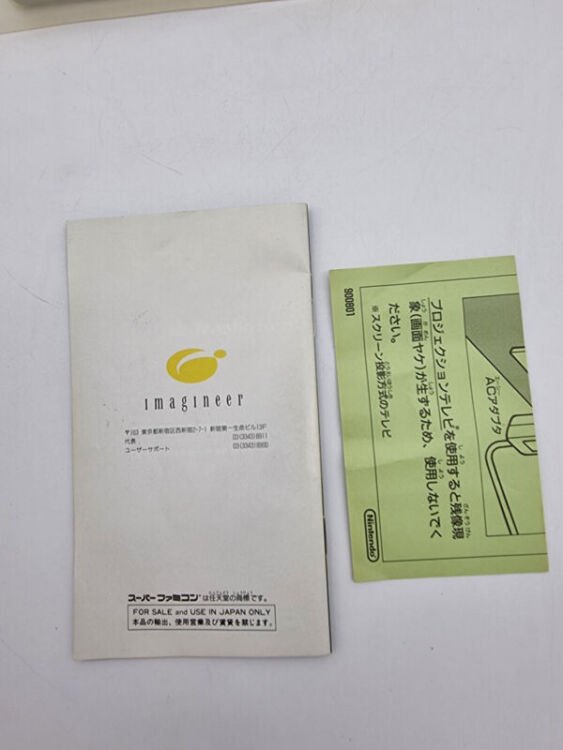 imagineer
〒163 東京都新宿区西新宿2-7-1 新宿第一生命ビル13F
代表 03(3343)8911
ユーザーサポート 03(3343)8900
スーパーファミコン は任天堂の商標です。
FOR SALE and USE IN JAPAN ONLY
本品の輸出、使用営業及び賃貸を禁じます。
900801
プロジェクションテレビを使用すると残像現
象(画面ヤケ)が生ずるため、使用しないでく
ださい。
※スクリーン投影方式のテレビ
ACアダプタ
Nintendo